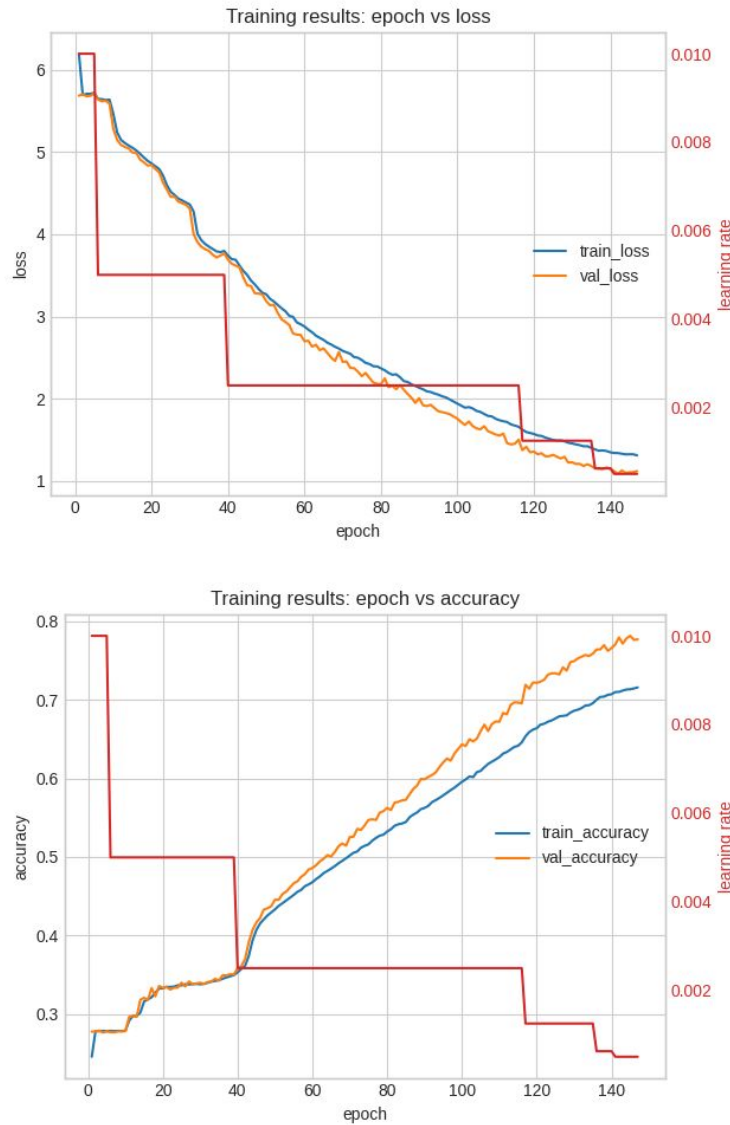 Training results: epoch vs loss
6
5
4
3
2
1
loss
0.010
0.008
0.006
0.004
0.002
learning rate
train_loss
val_loss
0 20 40 60 80 100 120 140
epoch
Training results: epoch vs accuracy
0.8
0.7
0.6
0.5
0.4
0.3
accuracy
0.010
0.008
0.006
0.004
0.002
learning rate
train_accuracy
val_accuracy
0 20 40 60 80 100 120 140
epoch